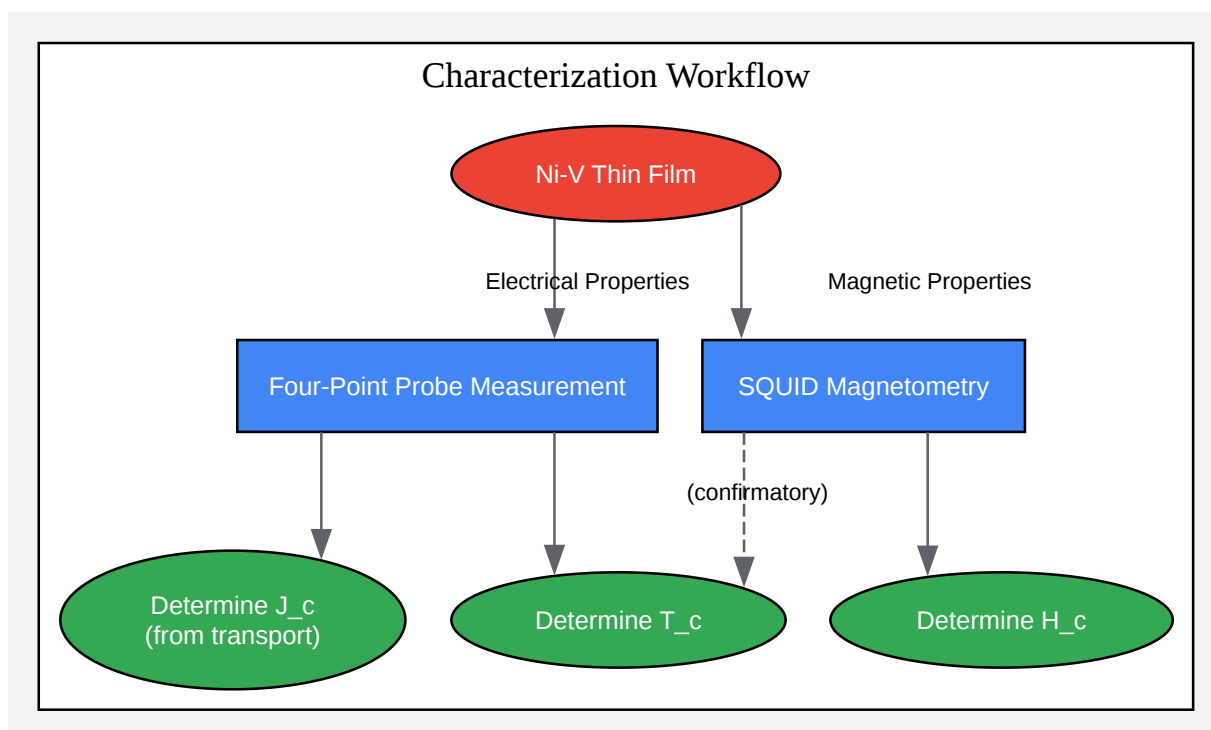 Characterization Workflow
Ni-V Thin Film
Electrical Properties
Magnetic Properties
Four-Point Probe Measurement
SQUID Magnetometry
(confirmatory)
Determine J_c
(from transport)
Determine T_c
Determine H_c